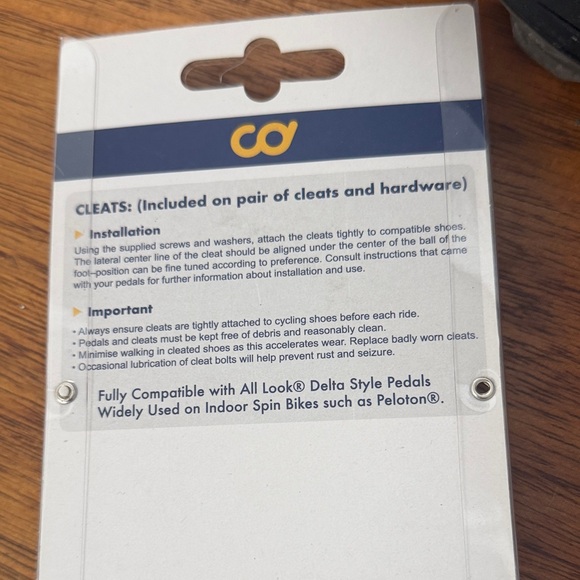 CO
CLEATS: (Included on pair of cleats and hardware)
Installation
Using the supplied screws and washers, attach the cleats tightly to compatible shoes.
The lateral center line of the cleat should be aligned under the center of the ball of the
foot-position can be fine tuned according to preference. Consult instructions that came
with your pedals for further information about installation and use.
Important
• Always ensure cleats are tightly attached to cycling shoes before each ride.
• Pedals and cleats must be kept free of debris and reasonably clean.
• Minimise walking in cleated shoes as this accelerates wear. Replace badly worn cleats.
• Occasional lubrication of cleat bolts will help prevent rust and seizure.
Fully Compatible with All Look® Delta Style Pedals
Widely Used on Indoor Spin Bikes such as Peloton®.